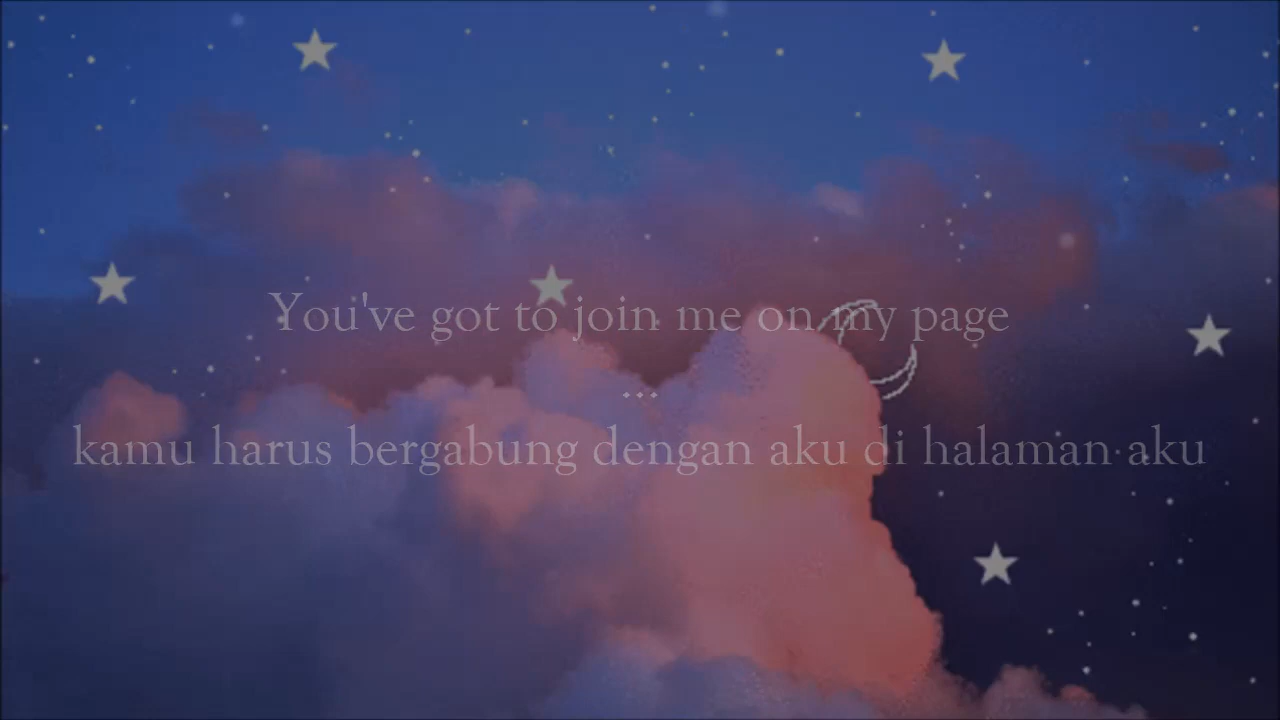 You've got to join me on my page
...
kamu harus bergabung dengan aku di halaman aku